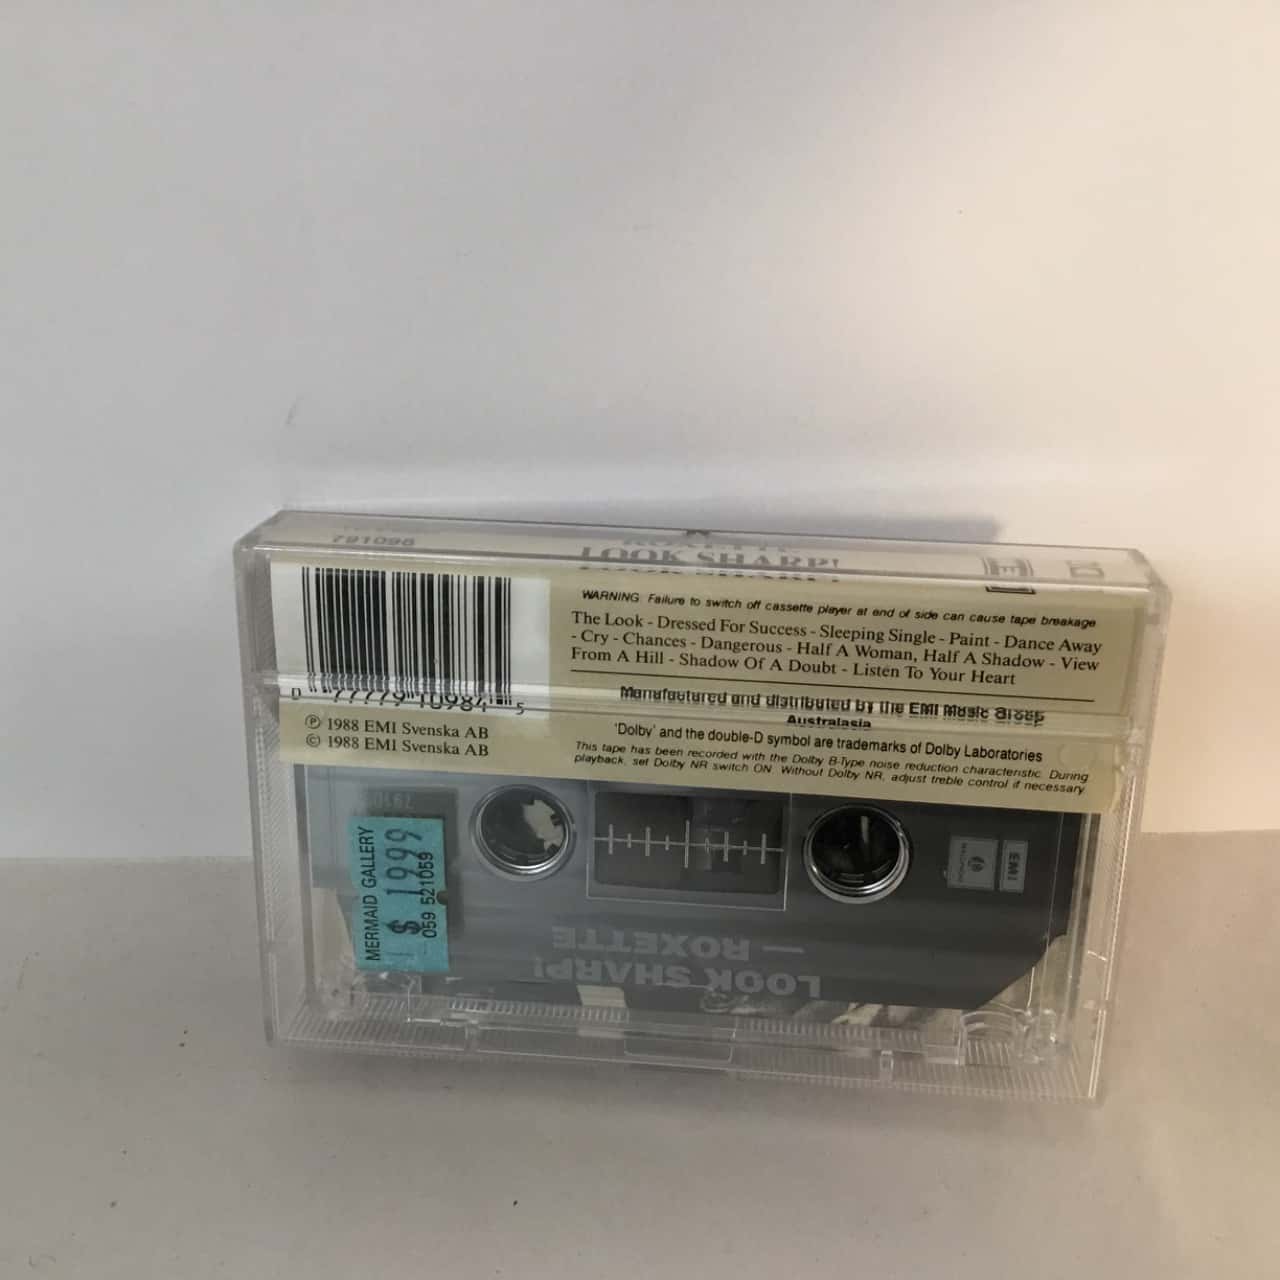 791098
ROXETTE
LOOK SHARP!
WARNING: Failure to switch off cassette player at end of side can cause tape breakage
The Look - Dressed For Success - Sleeping Single - Paint - Dance Away
- Cry - Chances - Dangerous - Half A Woman, Half A Shadow - View
From A Hill - Shadow Of A Doubt - Listen To Your Heart
Manufactured and distributed by the EMI Music Group
Australasia
'Dolby' and the double-D symbol are trademarks of Dolby Laboratories
This tape has been recorded with the Dolby B-Type noise reduction characteristic. During
playback, set Dolby NR switch ON. Without Dolby NR, adjust treble control if necessary.
0 77779 10984 5
Ⓟ 1988 EMI Svenska AB
© 1988 EMI Svenska AB
MERMAID GALLERY
$ 1999
059 521059
EMI
LOOK SHARP!
— ROXETTE